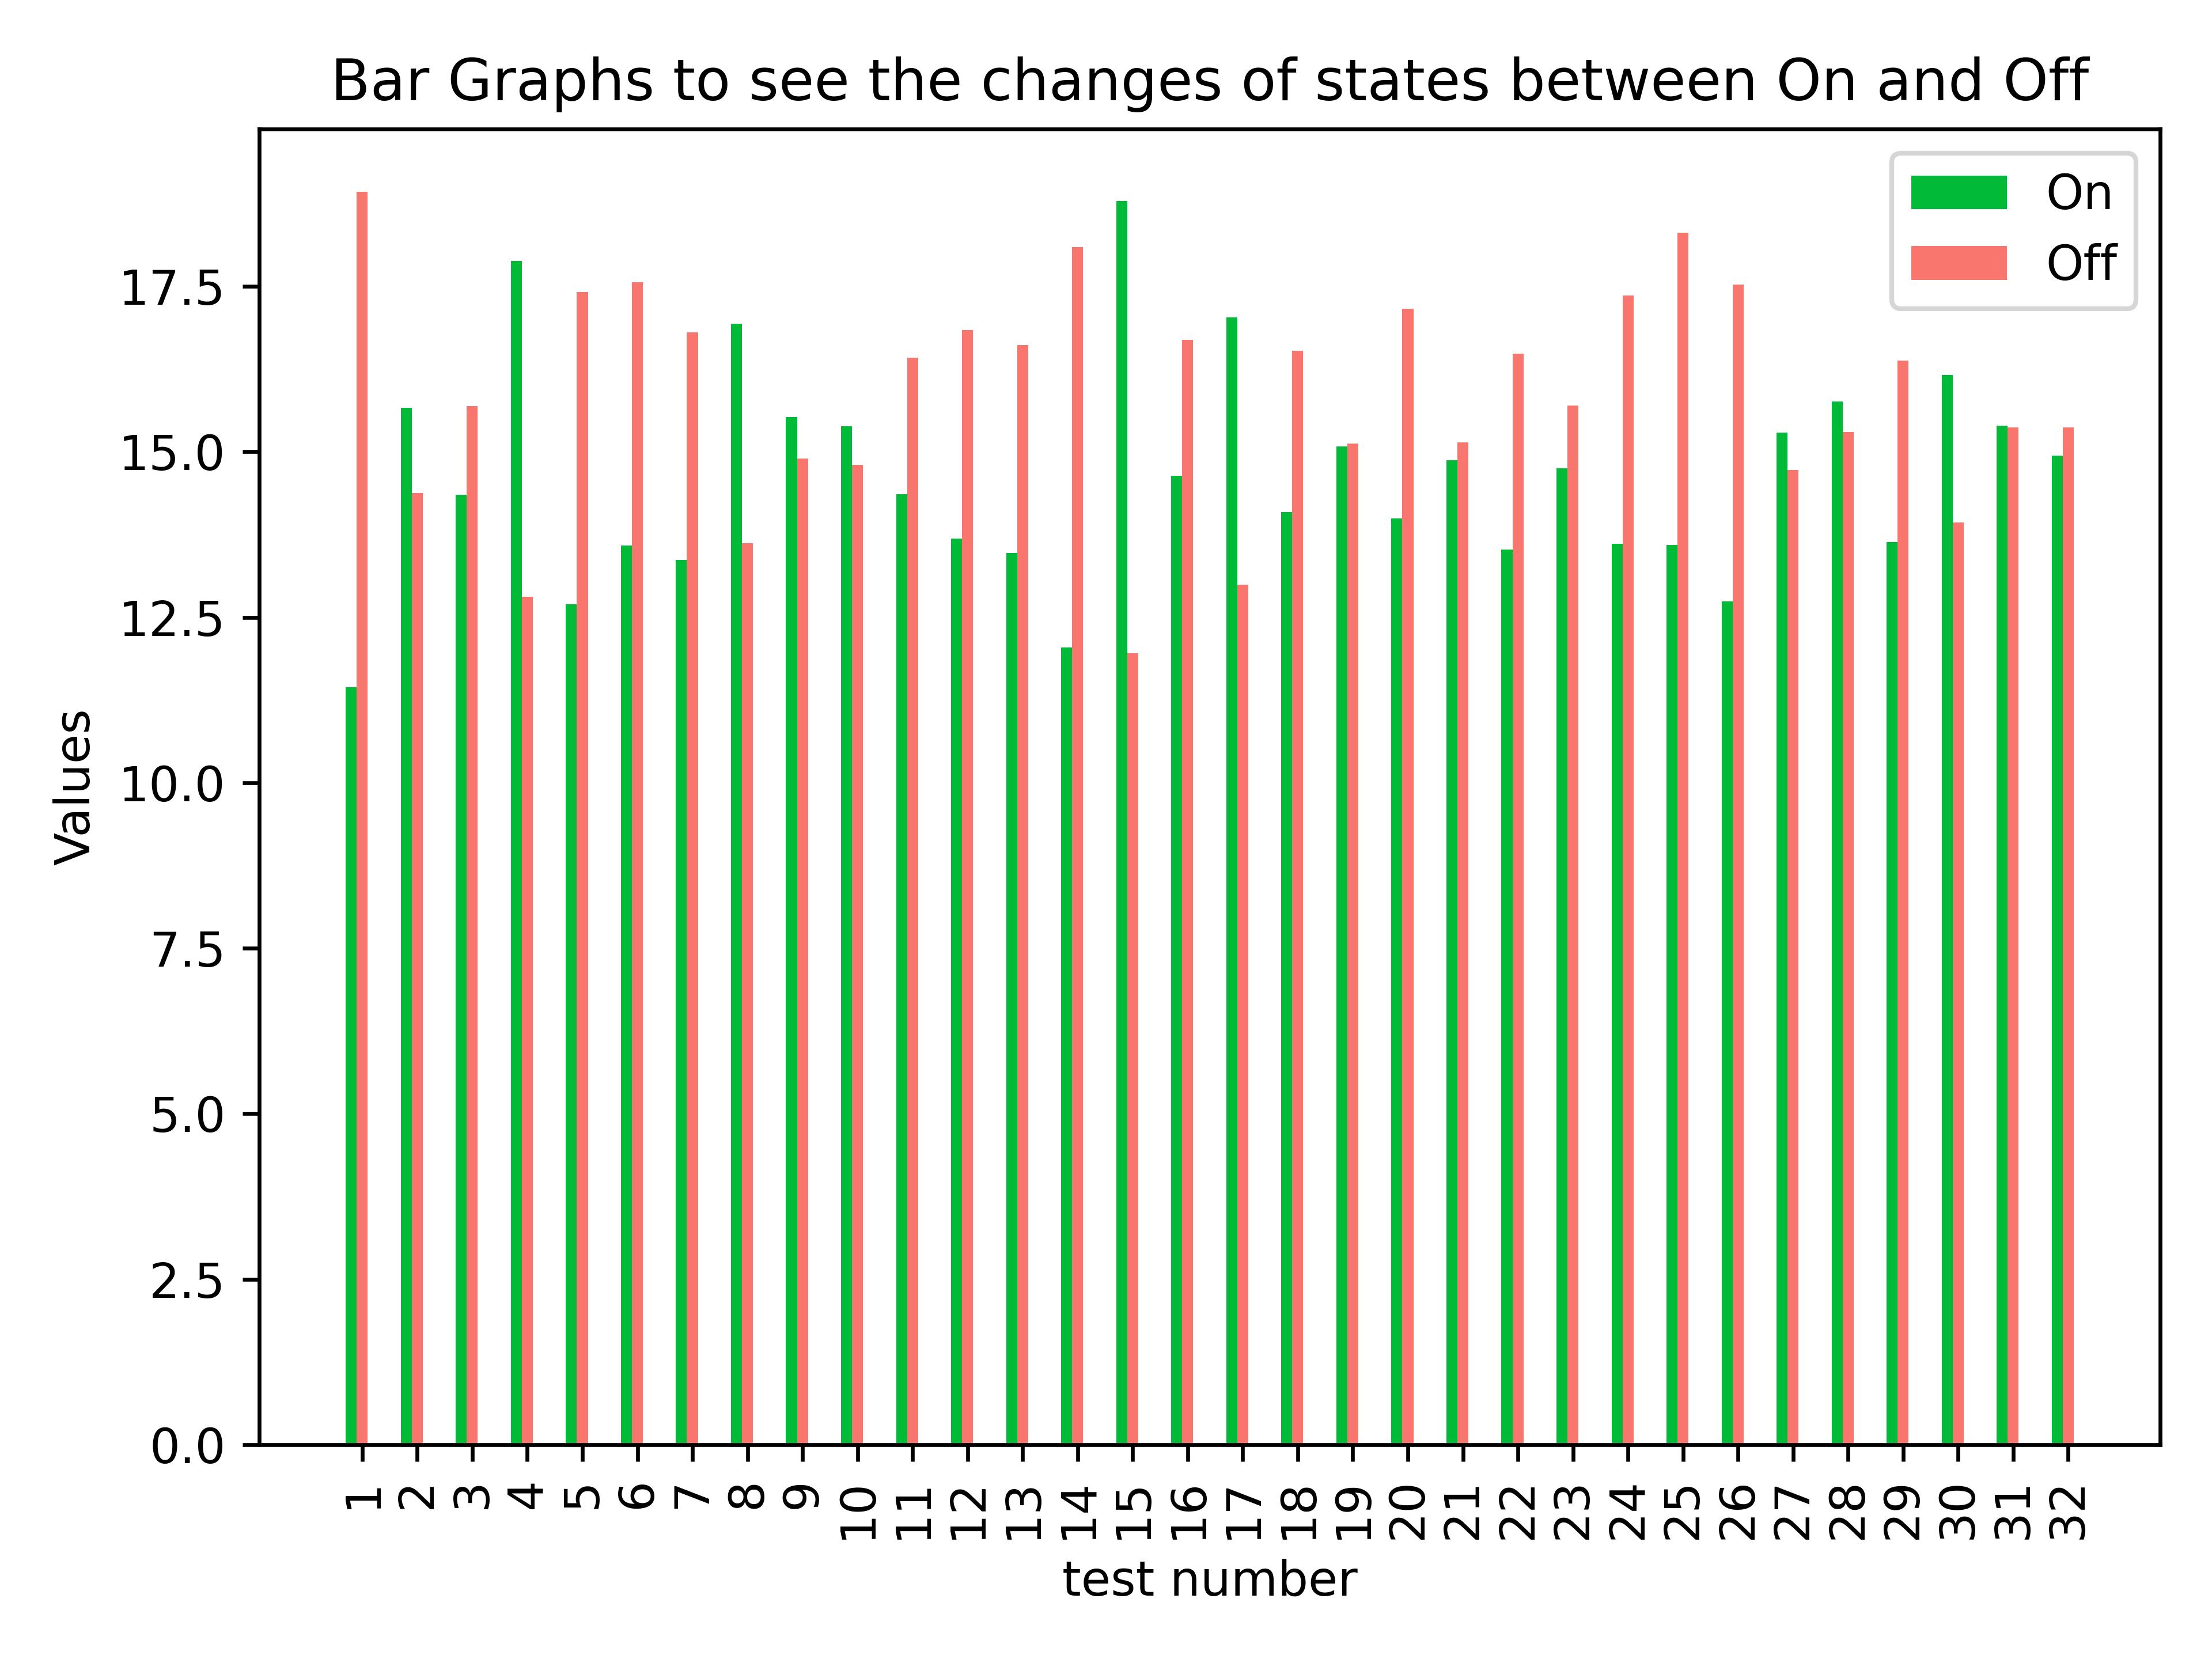 Bar Graphs to see the changes of states between On and Off
On
Off
Values
17.5
15.0
12.5
10.0
7.5
5.0
2.5
0.0
1 2 3 4 5 6 7 8 9 10 11 12 13 14 15 16 17 18 19 20 21 22 23 24 25 26 27 28 29 30 31 32
test number